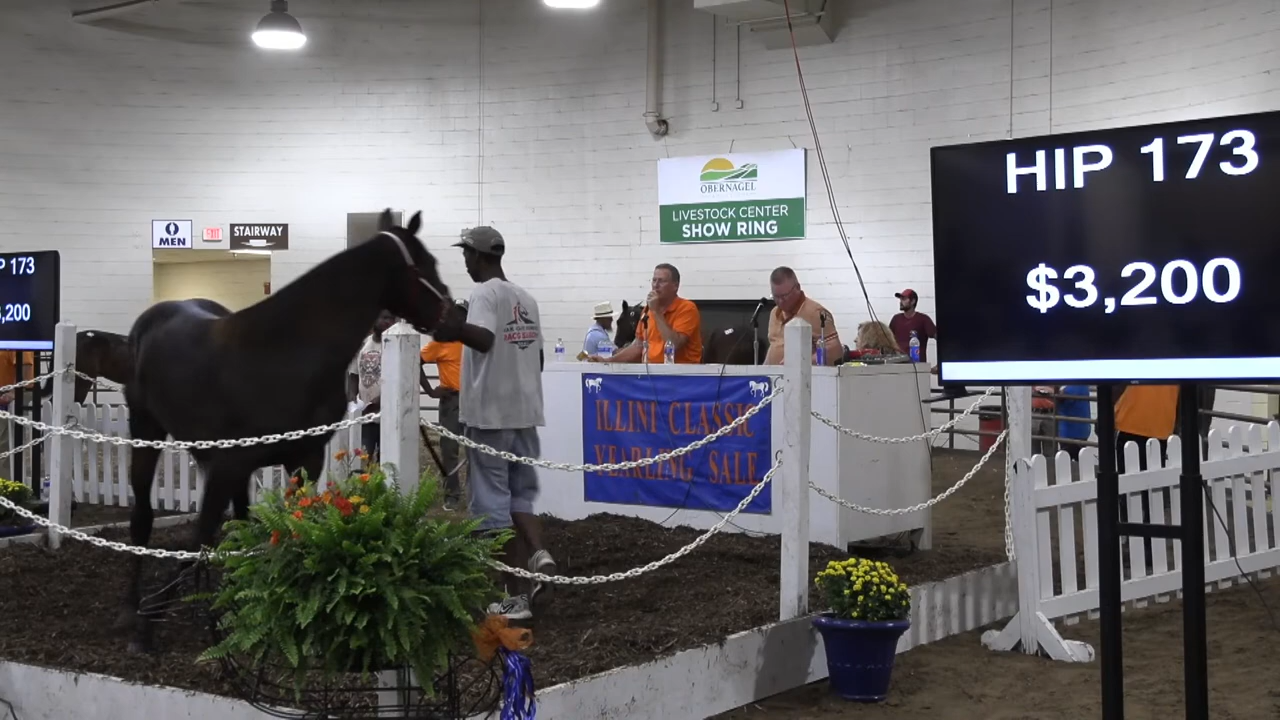 HIP 173
$3,200
OBERNAGEL
LIVESTOCK CENTER
SHOW RING
MEN
STAIRWAY
P 173
,200
ILLINI CLASSIC
YEARLING SALE